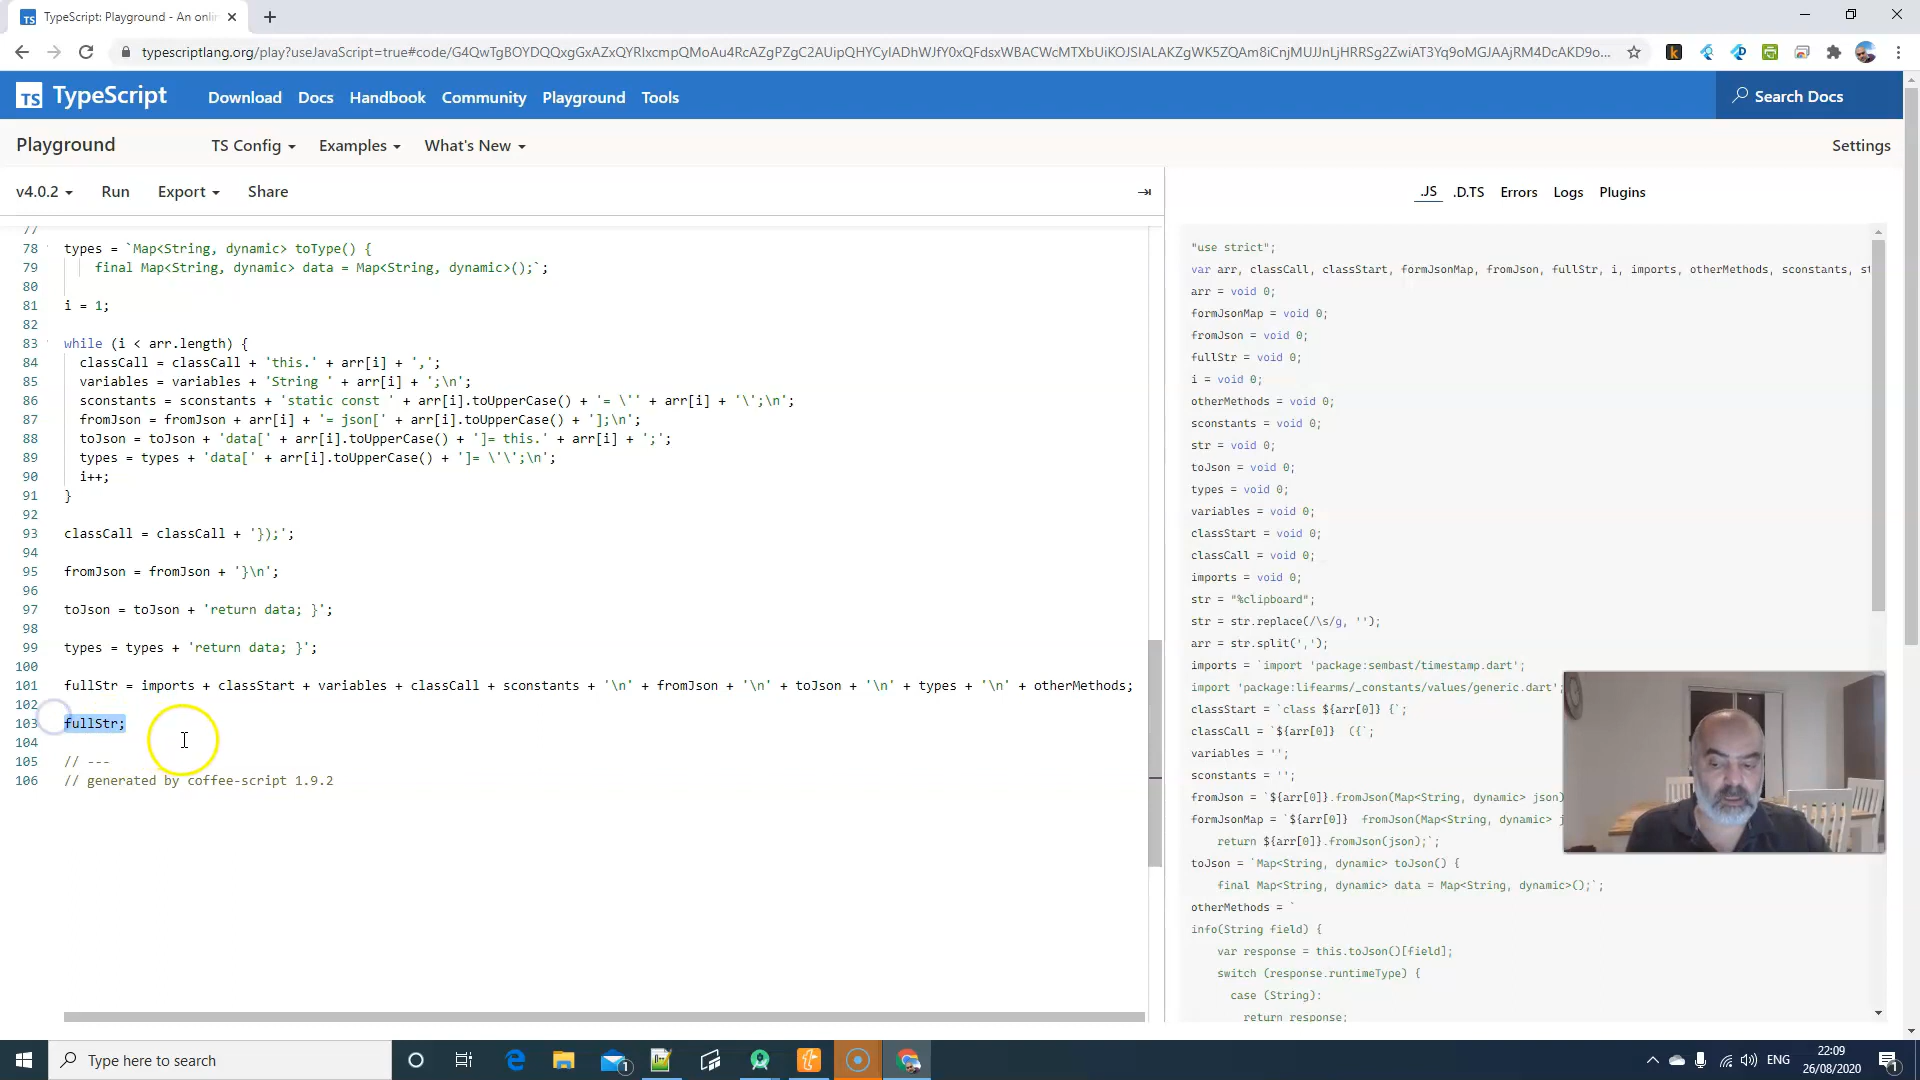 TypeScript: Playground - An onlin
typescriptlang.org/play?useJavaScript=true#code/
TS TypeScript
Download Docs Handbook Community Playground Tools
Search Docs
Playground
TS Config Examples What's New
Settings
v4.0.2 Run Export Share
.JS .D.TS Errors Logs Plugins
77
78 types = `Map<String, dynamic> toType() {
79 final Map<String, dynamic> data = Map<String, dynamic>();`;
80
81 i = 1;
82
83 while (i < arr.length) {
84 classCall = classCall + 'this.' + arr[i] + ',';
85 variables = variables + 'String ' + arr[i] + ';\n';
86 sconstants = sconstants + 'static const ' + arr[i].toUpperCase() + '= \'' + arr[i] + '\';\n';
87 fromJson = fromJson + arr[i] + '= json[' + arr[i].toUpperCase() + '];\n';
88 toJson = toJson + 'data[' + arr[i].toUpperCase() + ']= this.' + arr[i] + ';';
89 types = types + 'data[' + arr[i].toUpperCase() + ']= \'\';\n';
90 i++;
91 }
92
93 classCall = classCall + '});';
94
95 fromJson = fromJson + '}\n';
96
97 toJson = toJson + 'return data; }';
98
99 types = types + 'return data; }';
100
101 fullStr = imports + classStart + variables + classCall + sconstants + '\n' + fromJson + '\n' + toJson + '\n' + types + '\n' + otherMethods;
102
103 fullStr;
104
105 // ---
106 // generated by coffee-script 1.9.2
"use strict";
var arr, classCall, classStart, formJsonMap, fromJson, fullStr, i, imports, otherMethods, sconstants, st
arr = void 0;
formJsonMap = void 0;
fromJson = void 0;
fullStr = void 0;
i = void 0;
otherMethods = void 0;
sconstants = void 0;
str = void 0;
toJson = void 0;
types = void 0;
variables = void 0;
classStart = void 0;
classCall = void 0;
imports = void 0;
str = "%clipboard";
str = str.replace(/\s/g, '');
arr = str.split(',');
imports = `import 'package:sembast/timestamp.dart';
import 'package:lifearms/_constants/values/generic.dart';
classStart = `class ${arr[0]} {`;
classCall = `${arr[0]} ({`;
variables = '';
sconstants = '';
fromJson = `${arr[0]}.fromJson(Map<String, dynamic> json)
formJsonMap = `${arr[0]} fromJson(Map<String, dynamic> j
return ${arr[0]}.fromJson(json);`;
toJson = `Map<String, dynamic> toJson() {
final Map<String, dynamic> data = Map<String, dynamic>();`;
otherMethods = `
info(String field) {
var response = this.toJson()[field];
switch (response.runtimeType) {
case (String):
return response;
Type here to search
1
ENG
22:09
26/08/2020
1